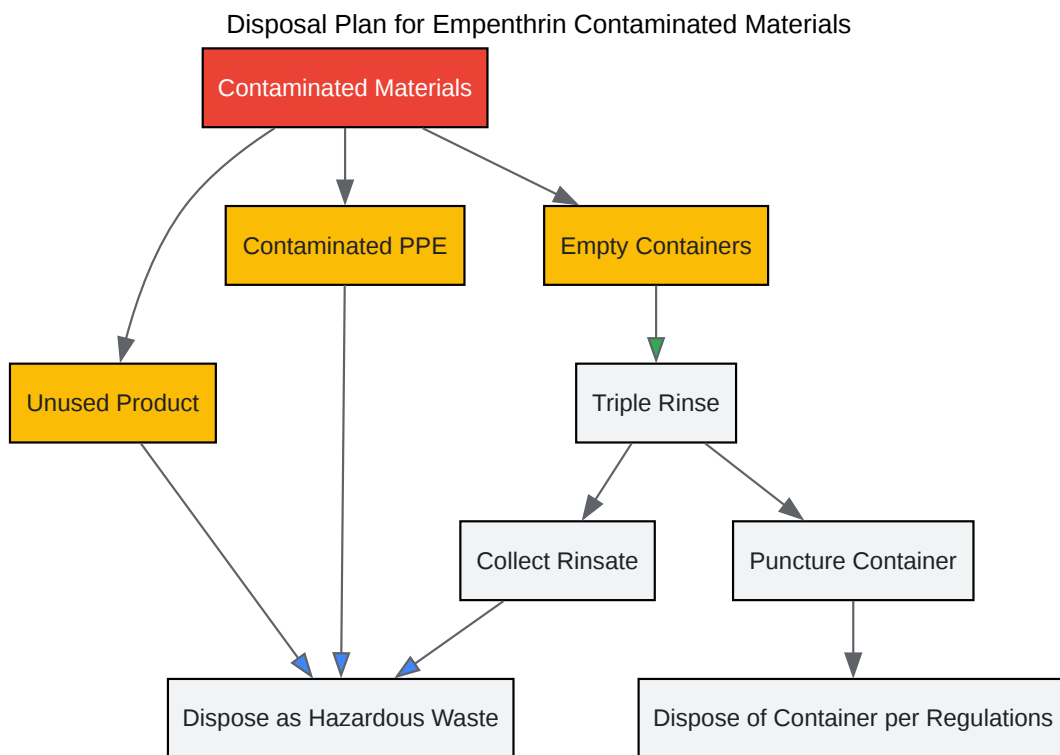 Disposal Plan for Empenthrin Contaminated Materials
Contaminated Materials
Contaminated PPE
Empty Containers
Unused Product
Triple Rinse
Collect Rinsate
Puncture Container
Dispose as Hazardous Waste
Dispose of Container per Regulations